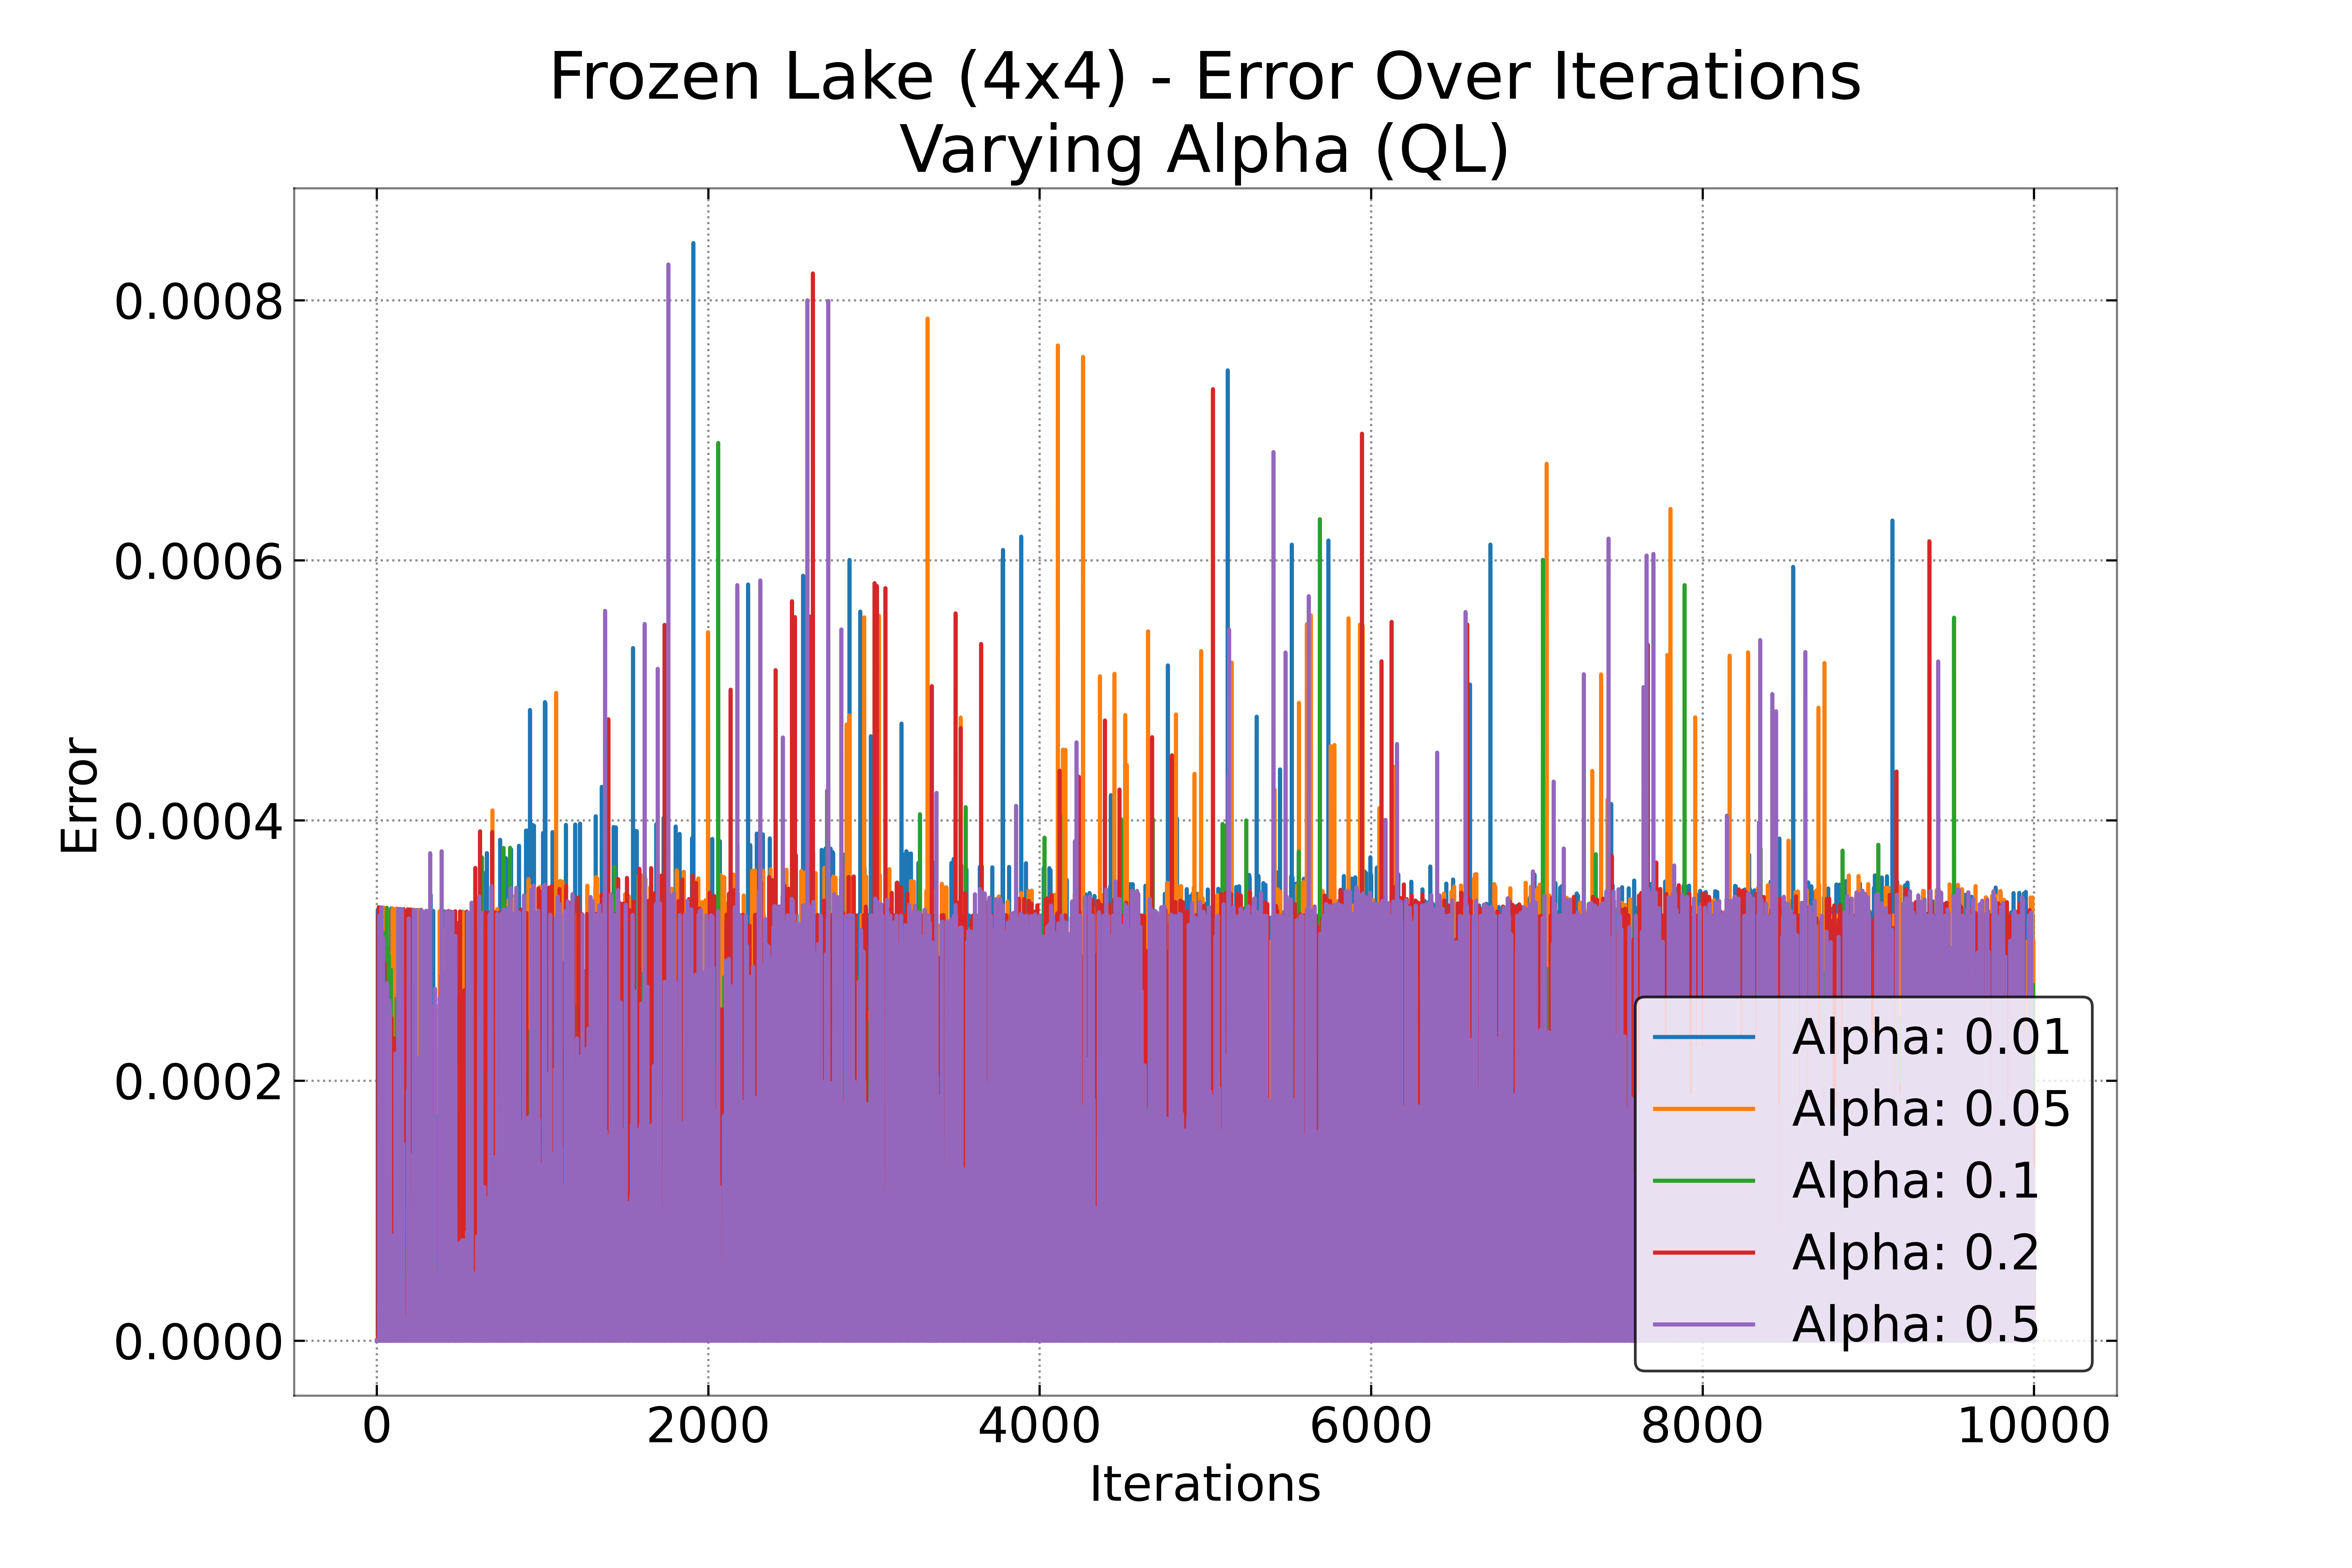 Frozen Lake (4x4) - Error Over Iterations
Varying Alpha (QL)
Error
0.0008
0.0006
0.0004
0.0002
0.0000
0 2000 4000 6000 8000 10000
Iterations
Alpha: 0.01
Alpha: 0.05
Alpha: 0.1
Alpha: 0.2
Alpha: 0.5